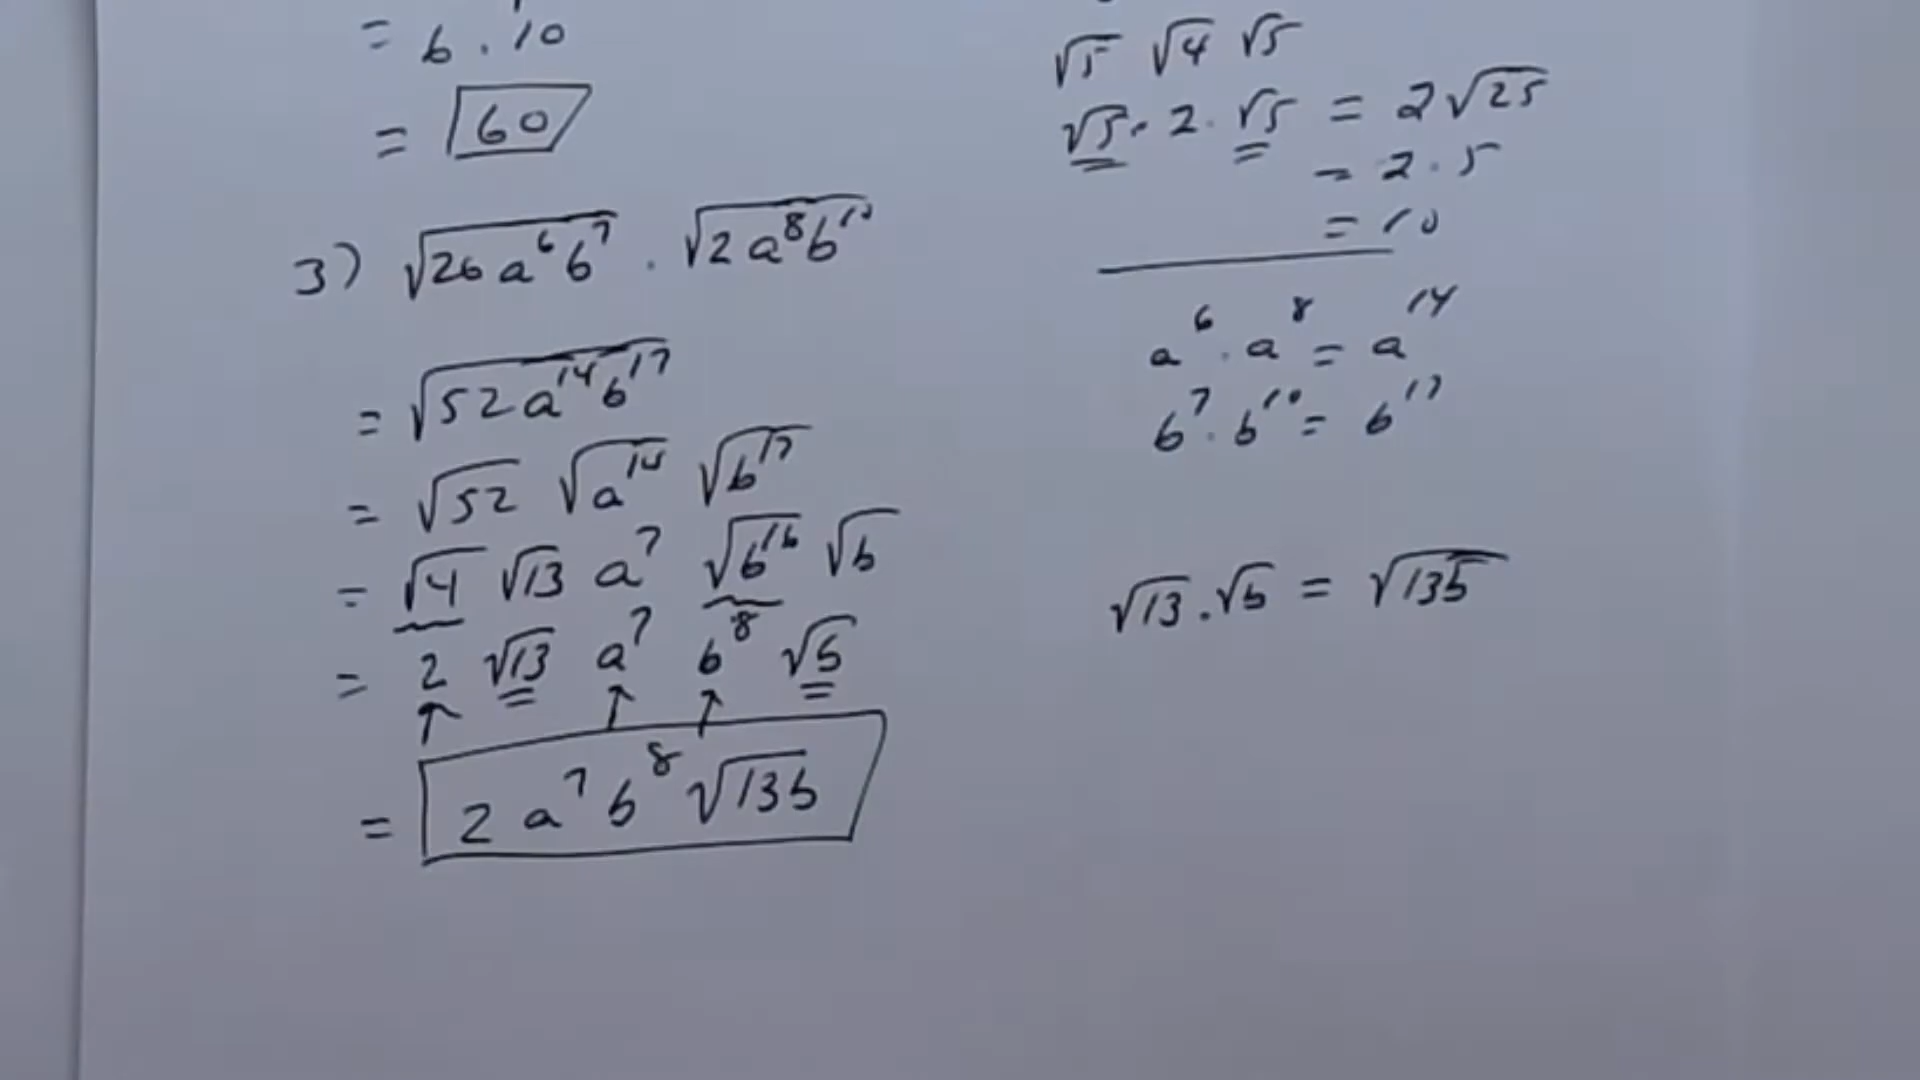 = 6 . 10
= 60
3) √(26a⁶b⁷) . √(2a⁸b¹⁰)
= √(52a¹⁴b¹⁷)
= √52 √(a¹⁴) √(b¹⁷)
= √4 √13 a⁷ √(b¹⁶) √b
= 2 √13 a⁷ b⁸ √b
= 2a⁷b⁸√(13b)
√5 √4 √5
√5 . 2 . √5 = 2√25
= 2 . 5
= 10
a⁶ . a⁸ = a¹⁴
b⁷ . b¹⁰ = b¹⁷
√13 . √b = √(13b)